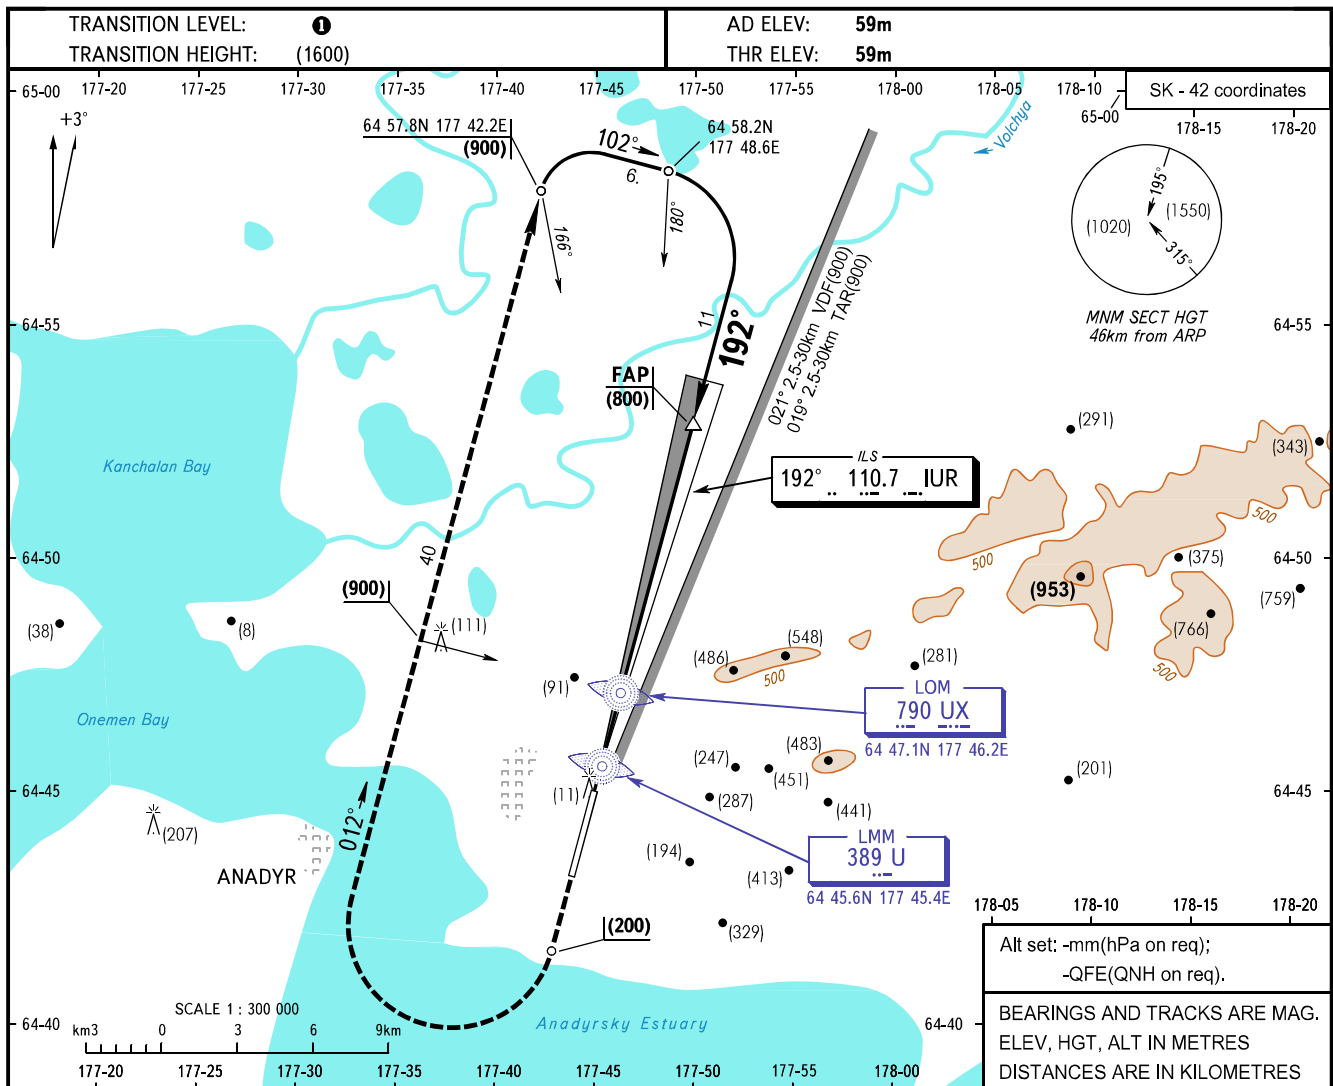 TRANSITION LEVEL: 1
TRANSITION HEIGHT: (1600)
AD ELEV: 59m
THR ELEV: 59m
65-00
177-20
177-25
177-30
177-35
177-40
177-45
177-50
177-55
178-00
178-05
178-10
SK - 42 coordinates
65-00
178-15
178-20
+3°
64 57.8N 177 42.2E
(900)
102°
6.
64 58.2N
177 48.6E
Volchya
166°
180°
195°
(1020)
(1550)
315°
MNM SECT HGT
46km from ARP
021° 2.5-30km VDF(900)
019° 2.5-30km TAR(900)
64-55
64-55
11
192°
FAP
(800)
ILS
192° 110.7 IUR
Kanchalan Bay
(291)
(343)
500
500
64-50
64-50
40
(375)
(953)
(759)
(766)
500
(900)
(111)
(38)
(8)
(548)
(486)
500
(281)
(91)
LOM
790 UX
64 47.1N 177 46.2E
Onemen Bay
(483)
(247)
(451)
(201)
64-45
64-45
(11)
(287)
(441)
(207)
012°
LMM
389 U
64 45.6N 177 45.4E
(194)
(413)
ANADYR
(200)
(329)
178-05
178-10
178-15
178-20
Alt set: -mm(hPa on req);
-QFE(QNH on req).
SCALE 1 : 300 000
km3
0
3
6
9km
Anadyrsky Estuary
64-40
64-40
BEARINGS AND TRACKS ARE MAG.
ELEV, HGT, ALT IN METRES
DISTANCES ARE IN KILOMETRES
177-20
177-25
177-30
177-35
177-40
177-45
177-50
177-55
178-00